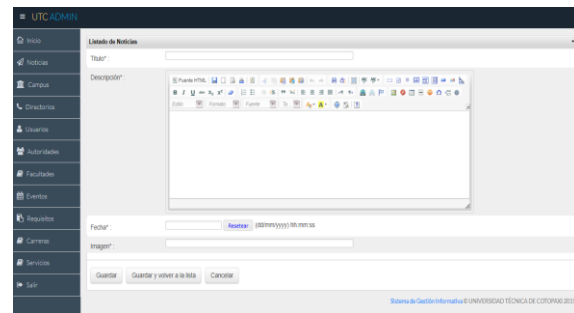 ≡ UTC ADMIN
Inicio
Noticias
Campus
Directorios
Usuarios
Autoridades
Facultades
Eventos
Requisitos
Carreras
Servicios
Salir
Listado de Noticias
Titulo* :
Descripción* :
Fuente HTML
B I U
Estilo Formato Fuente
Fecha* : Resetear (dd/mm/yyyy) hh:mm:ss
Imagen* :
Guardar Guardar y volver a la lista Cancelar
Sistema de Gestión Informativa © UNIVERSIDAD TÉCNICA DE COTOPAXI